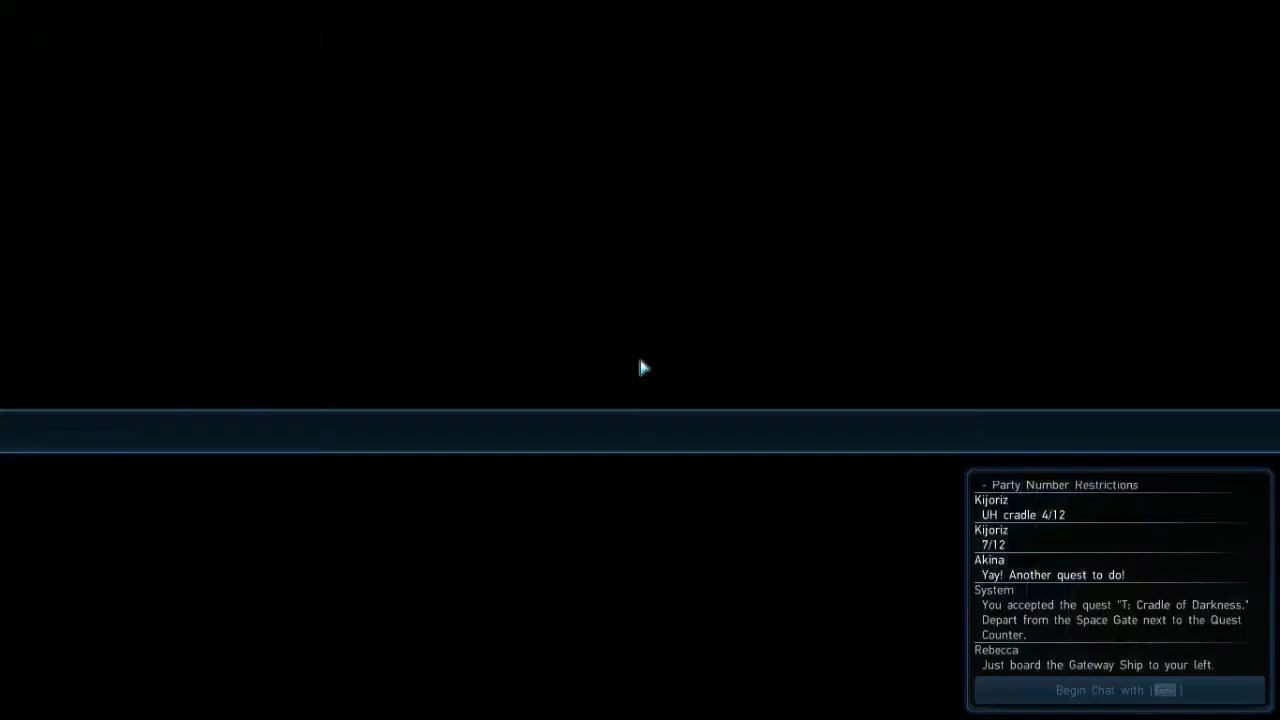 - Party Number Restrictions
Kijoriz
UH cradle 4/12
Kijoriz
7/12
Akina
Yay! Another quest to do!
System
You accepted the quest "T: Cradle of Darkness."
Depart from the Space Gate next to the Quest
Counter.
Rebecca
Just board the Gateway Ship to your left.
Begin Chat with [Enter]